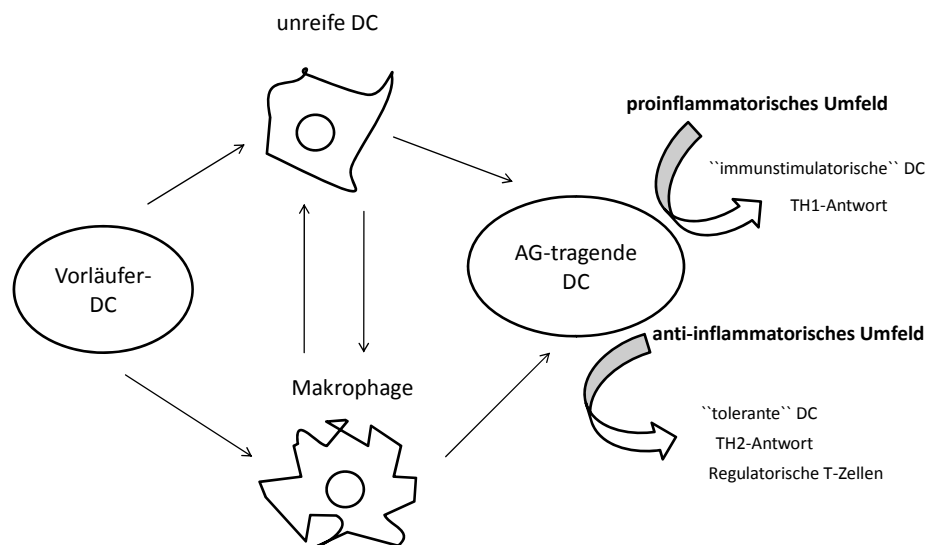 unreife DC
proinflammatorisches Umfeld
``immunstimulatorische`` DC
TH1-Antwort
Vorläufer-
DC
AG-tragende
DC
anti-inflammatorisches Umfeld
Makrophage
``tolerante`` DC
TH2-Antwort
Regulatorische T-Zellen